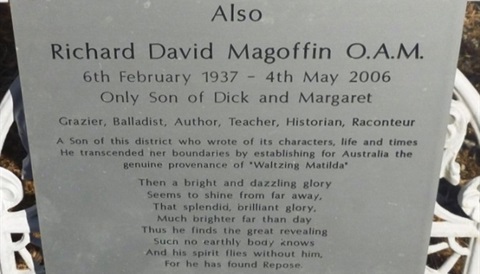 Also
Richard David Magoffin O.A.M.
6th February 1937 - 4th May 2006
Only Son of Dick and Margaret
Grazier, Balladist, Author, Teacher, Historian, Raconteur
A Son of this district who wrote of its characters, life and times
He transcended her boundaries by establishing for Australia the
genuine provenance of "Waltzing Matilda"
Then a bright and dazzling glory
Seems to shine from far away,
That splendid, brilliant glory,
Much brighter far than day
Thus he finds the great revealing
Such no earthly body knows
And his spirit flies without him,
For he has found Repose.